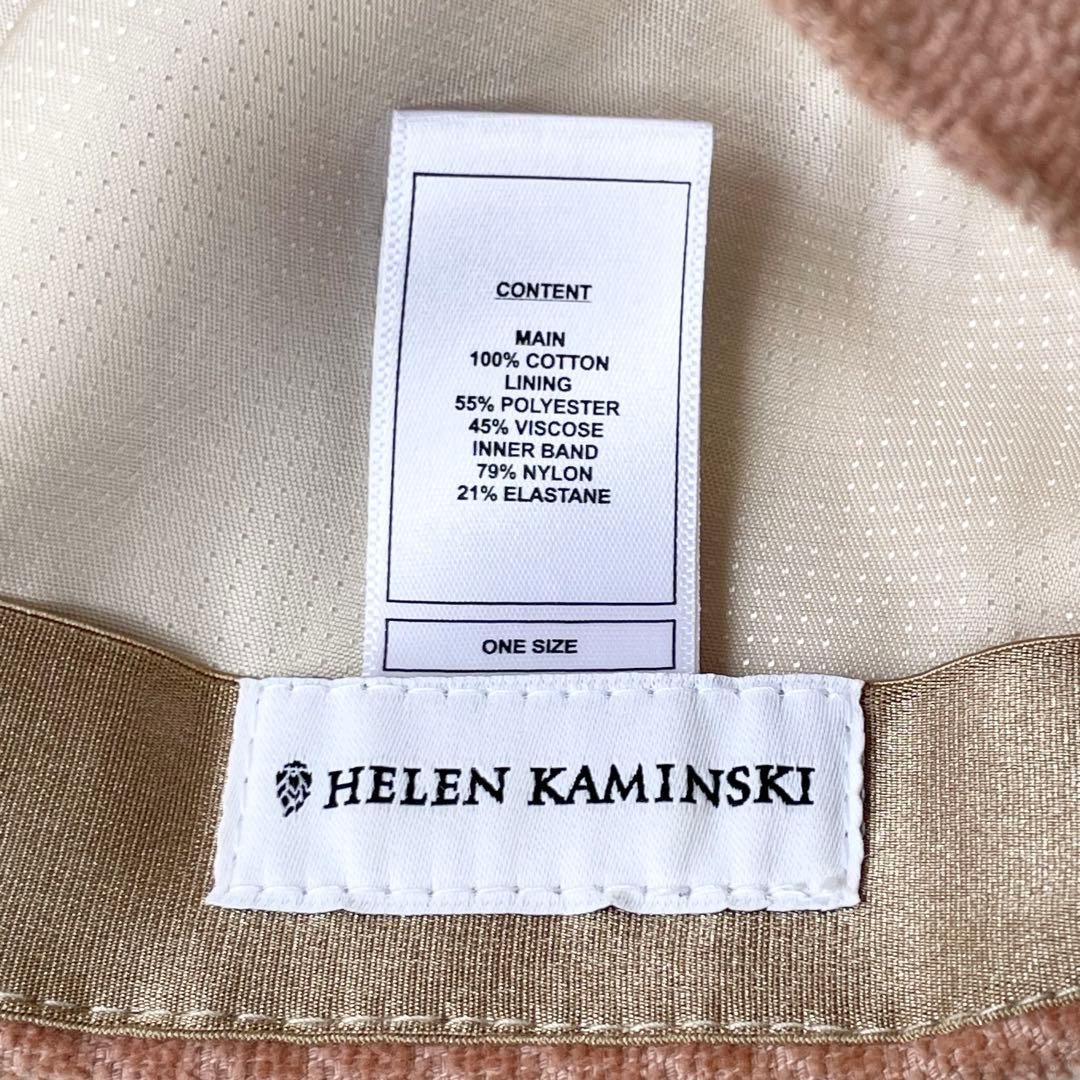 CONTENT
MAIN
100% COTTON
LINING
55% POLYESTER
45% VISCOSE
INNER BAND
79% NYLON
21% ELASTANE
ONE SIZE
HELEN KAMINSKI